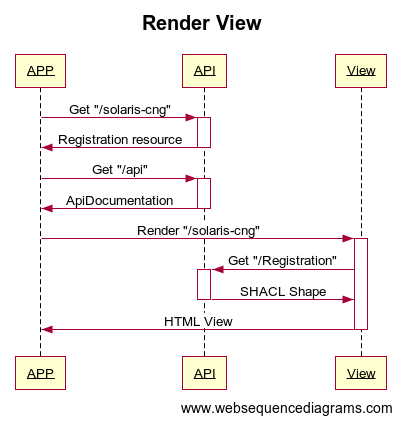 Render View
APP API View
Get "/solaris-cng"
Registration resource
Get "/api"
ApiDocumentation
Render "/solaris-cng"
Get "/Registration"
SHACL Shape
HTML View
APP API View
www.websequencediagrams.com